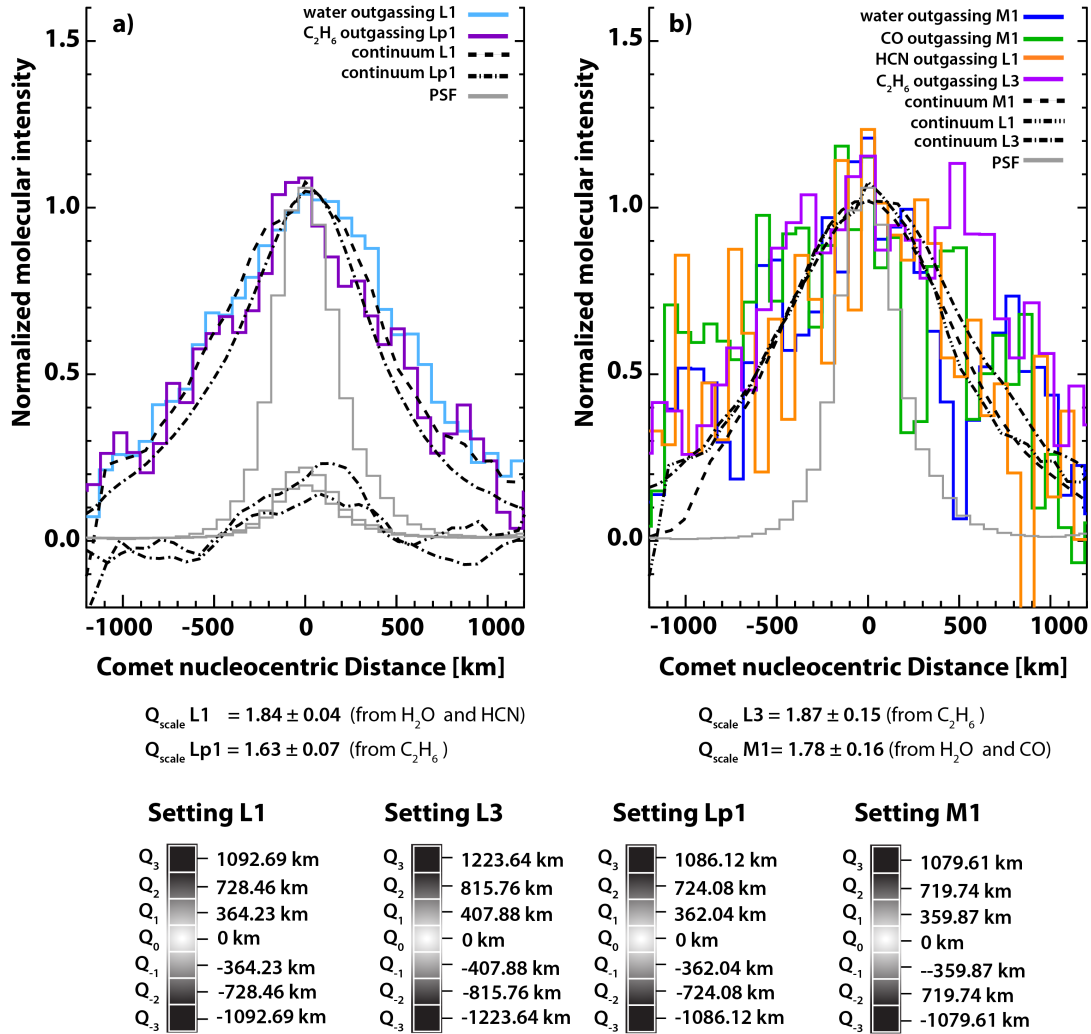 a)
water outgassing L1
C₂H₆ outgassing Lp1
continuum L1
continuum Lp1
PSF
Normalized molecular intensity
1.5
1.0
0.5
0.0
-1000 -500 0 500 1000
Comet nucleocentric Distance [km]
b)
water outgassing M1
CO outgassing M1
HCN outgassing L1
C₂H₆ outgassing L3
continuum M1
continuum L1
continuum L3
PSF
Normalized molecular intensity
1.5
1.0
0.5
0.0
-1000 -500 0 500 1000
Comet nucleocentric Distance [km]
Q_scale L1 = 1.84 ± 0.04 (from H₂O and HCN)
Q_scale Lp1 = 1.63 ± 0.07 (from C₂H₆)
Q_scale L3 = 1.87 ± 0.15 (from C₂H₆)
Q_scale M1= 1.78 ± 0.16 (from H₂O and CO)
Setting L1
Q₃ 1092.69 km
Q₂ 728.46 km
Q₁ 364.23 km
Q₀ 0 km
Q₋₁ -364.23 km
Q₋₂ -728.46 km
Q₋₃ -1092.69 km
Setting L3
Q₃ 1223.64 km
Q₂ 815.76 km
Q₁ 407.88 km
Q₀ 0 km
Q₋₁ -407.88 km
Q₋₂ -815.76 km
Q₋₃ -1223.64 km
Setting Lp1
Q₃ 1086.12 km
Q₂ 724.08 km
Q₁ 362.04 km
Q₀ 0 km
Q₋₁ -362.04 km
Q₋₂ -724.08 km
Q₋₃ -1086.12 km
Setting M1
Q₃ 1079.61 km
Q₂ 719.74 km
Q₁ 359.87 km
Q₀ 0 km
Q₋₁ --359.87 km
Q₋₂ 719.74 km
Q₋₃ -1079.61 km